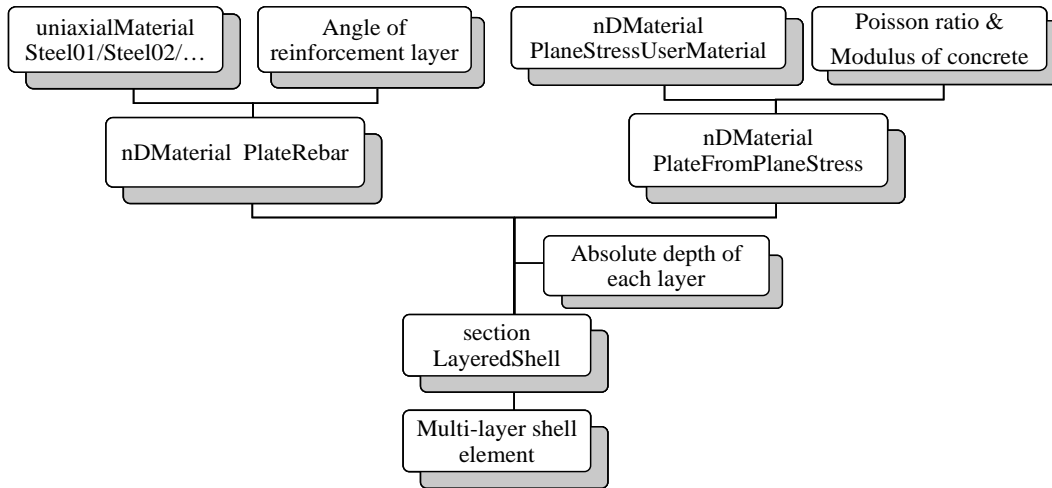 uniaxialMaterial
Steel01/Steel02/…
Angle of
reinforcement layer
nDMaterial
PlaneStressUserMaterial
Poisson ratio &
Modulus of concrete
nDMaterial  PlateRebar
nDMaterial
PlateFromPlaneStress
Absolute depth of
each layer
section
LayeredShell
Multi-layer shell
element